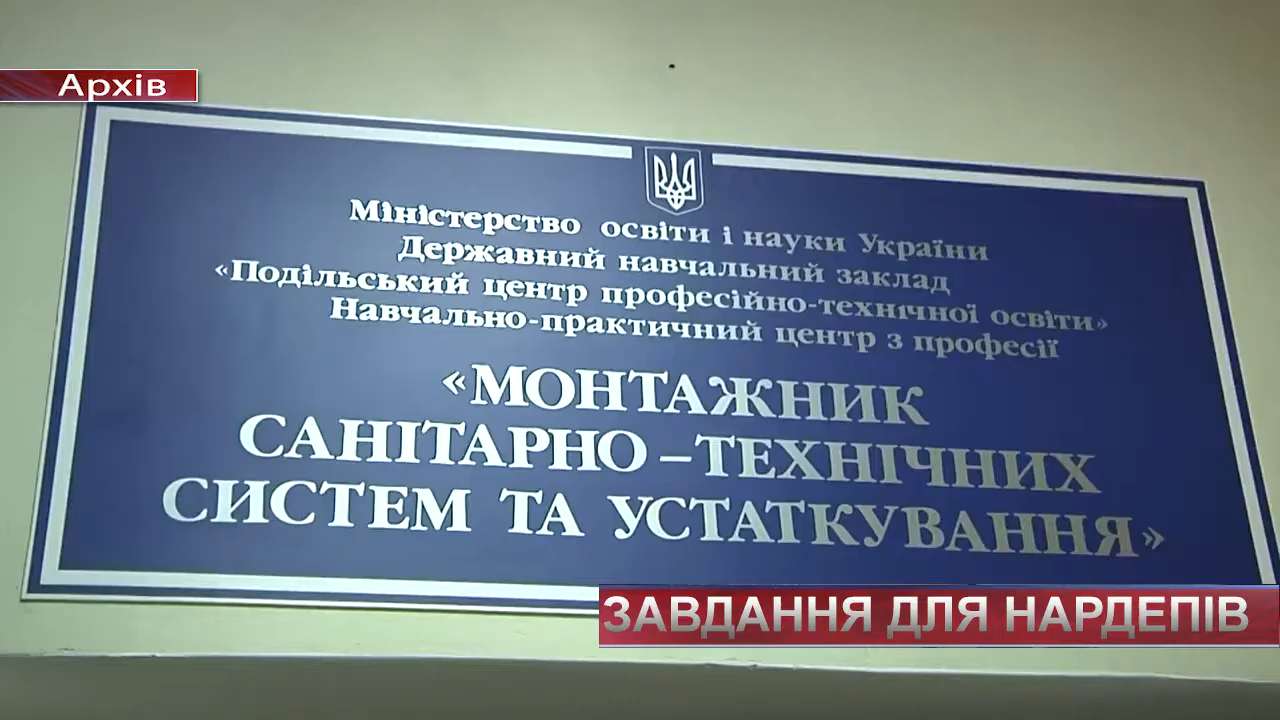 Архів
Міністерство освіти і науки України
Державний навчальний заклад
«Подільський центр професійно-технічної освіти»
Навчально-практичний центр з професії
«МОНТАЖНИК
САНІТАРНО –ТЕХНІЧНИХ
СИСТЕМ ТА УСТАТКУВАННЯ»
ЗАВДАННЯ ДЛЯ НАРДЕПІВ